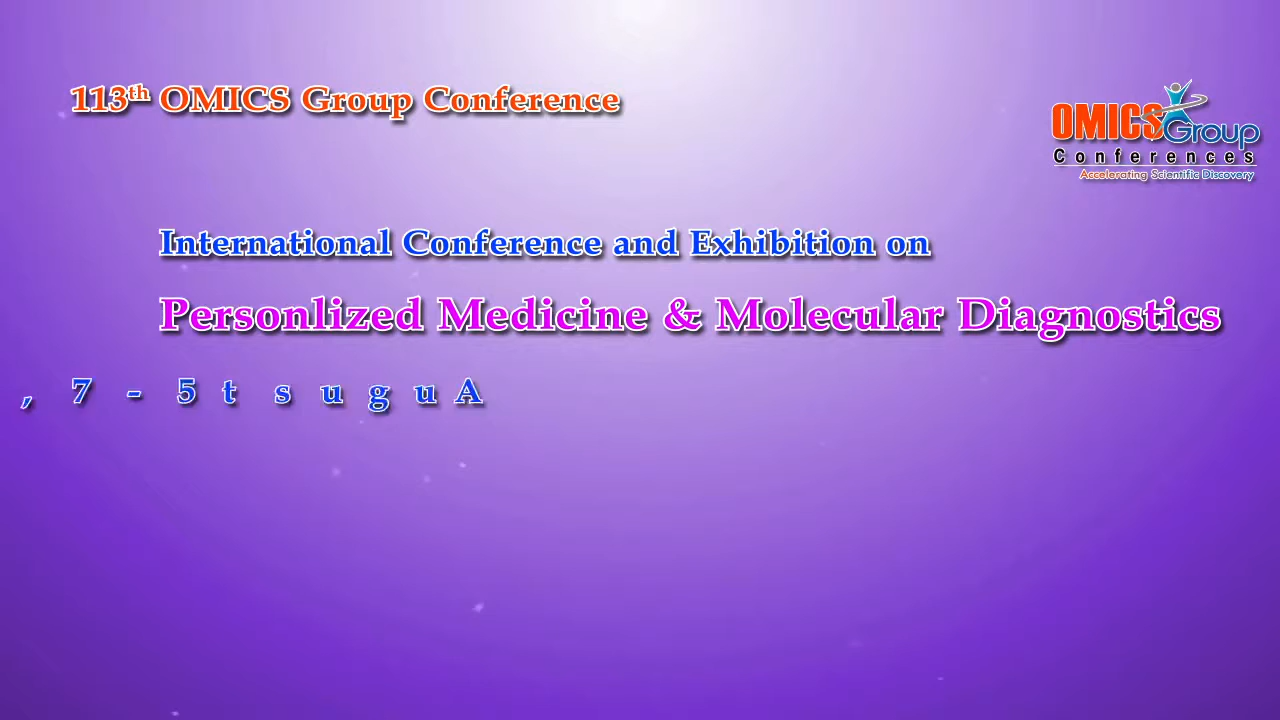 113th OMICS Group Conference
OMICS Group
Conferences
Accelerating Scientific Discovery
International Conference and Exhibition on
Personlized Medicine & Molecular Diagnostics
, 7 - 5 t s u g u A